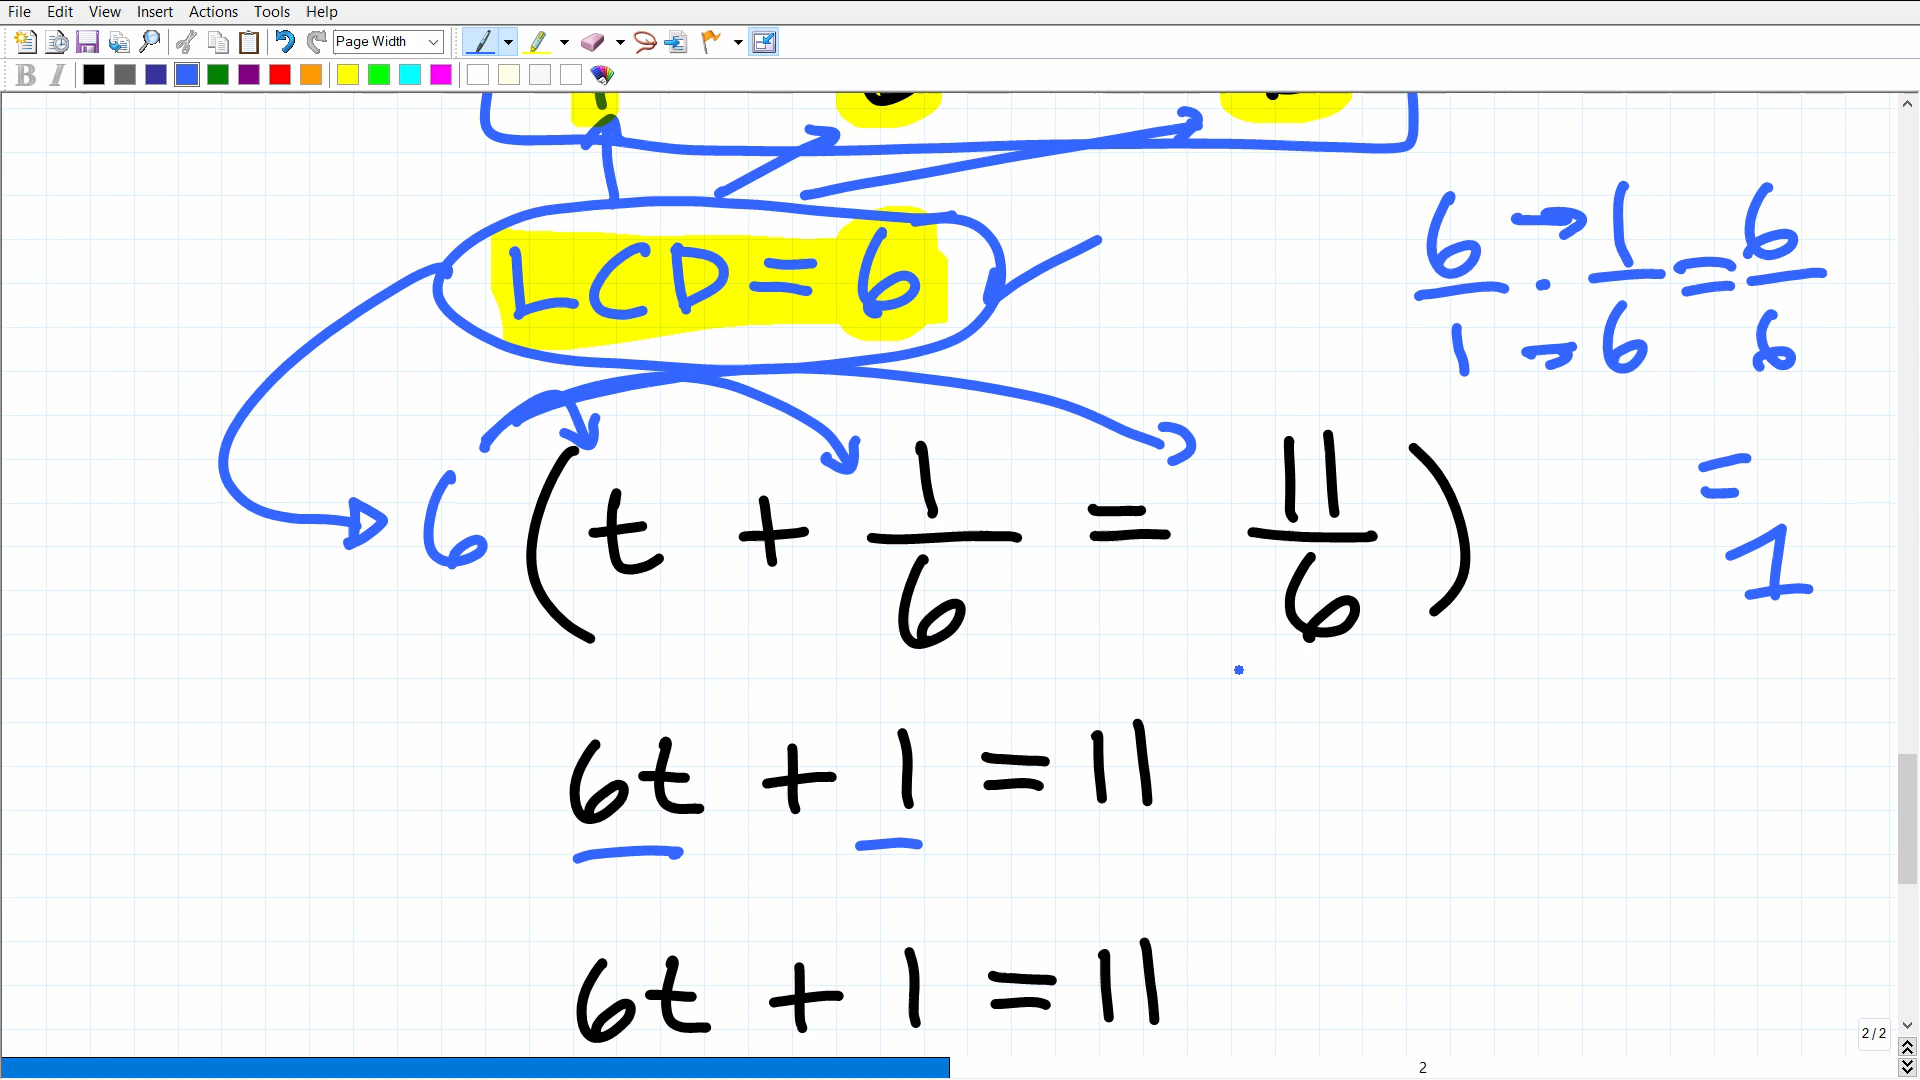 File Edit View Insert Actions Tools Help
Page Width
B I
LCD = 6
6/1 · 1/6 = 6/6
= 1
6 ( t + 1/6 = 11/6 )
6t + 1 = 11
6t + 1 = 11
2 / 2
2